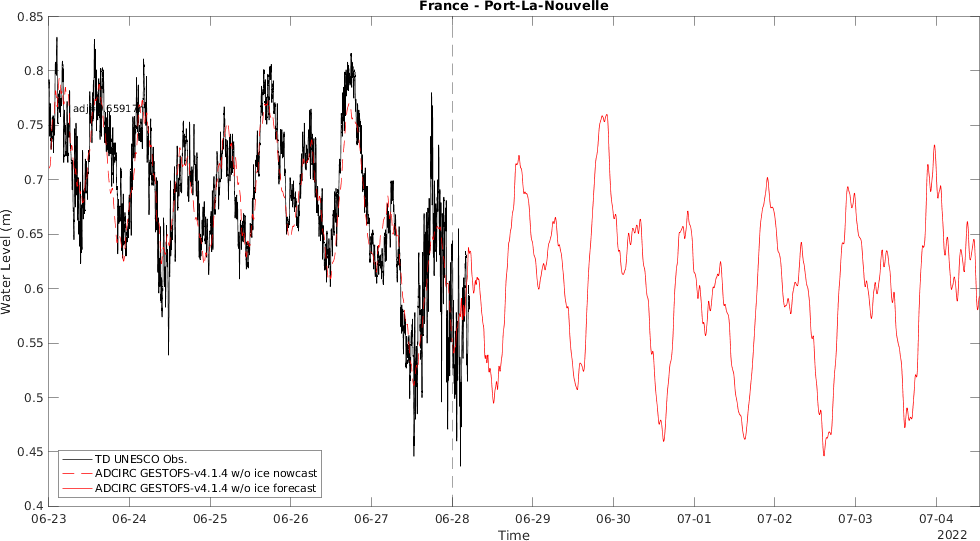 France - Port-La-Nouvelle
0.85
0.8
0.75
0.7
0.65
0.6
0.55
0.5
0.45
0.4
Water Level (m)
TD UNESCO Obs.
ADCIRC GESTOFS-v4.1.4 w/o ice nowcast
ADCIRC GESTOFS-v4.1.4 w/o ice forecast
06-23 06-24 06-25 06-26 06-27 06-28 06-29 06-30 07-01 07-02 07-03 07-04
Time
2022